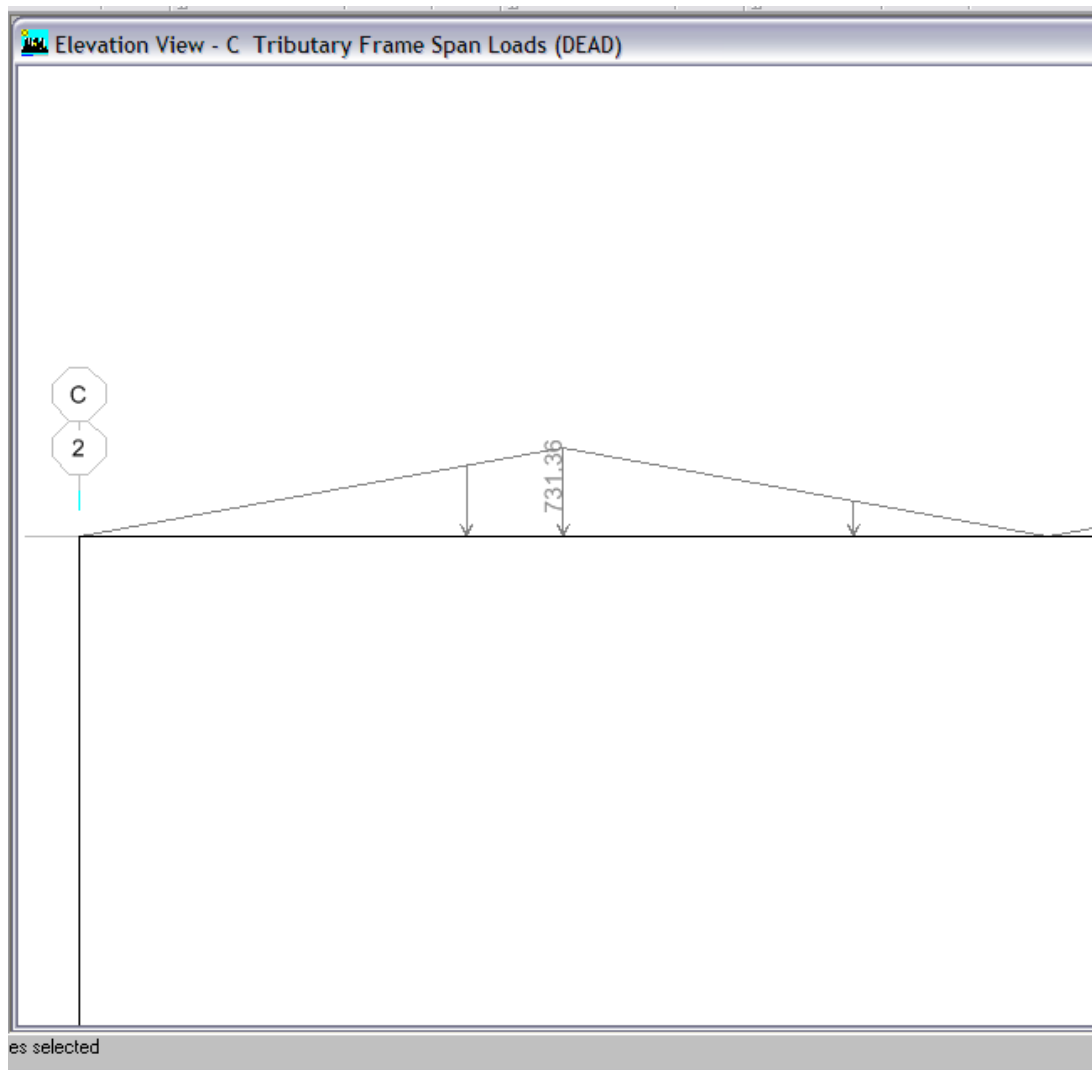 Elevation View - C  Tributary Frame Span Loads (DEAD)
C
2
731.36
es selected